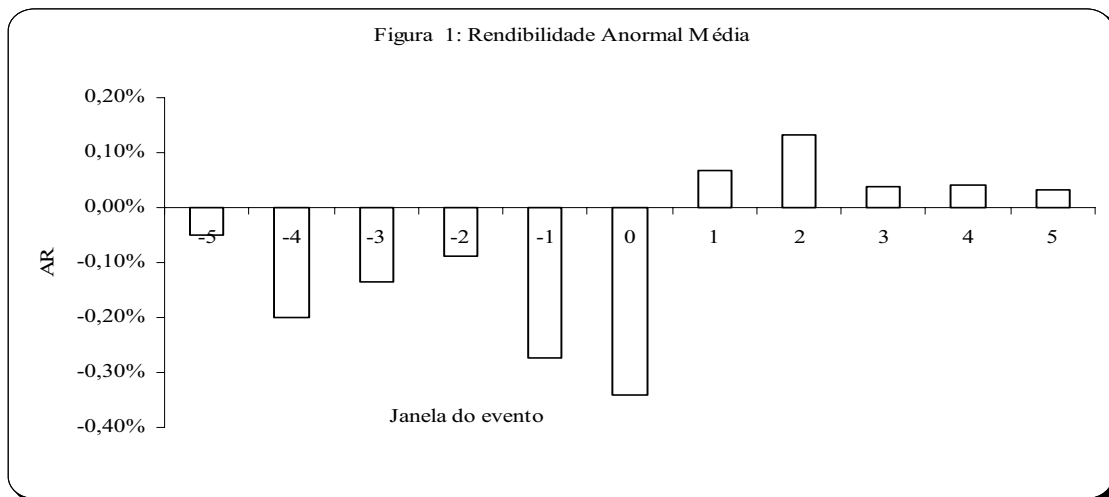 Figura 1: Rendibilidade Anormal Média
0,20%
0,10%
0,00%
-5 -4 -3 -2 -1 0 1 2 3 4 5
-0,10%
AR
-0,20%
-0,30%
Janela do evento
-0,40%